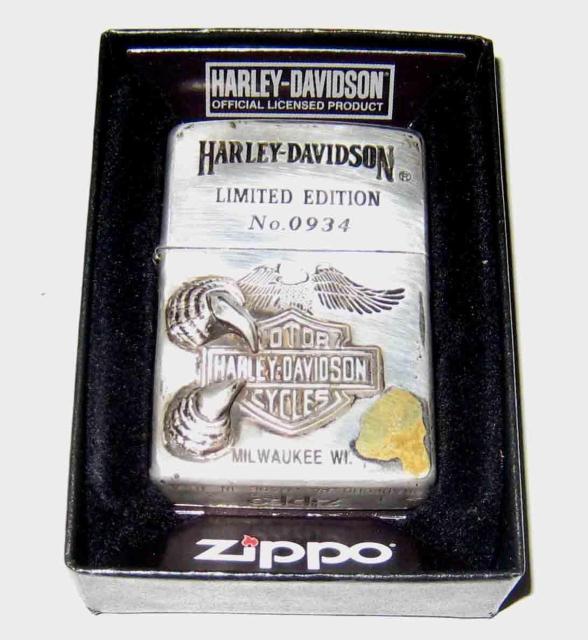 HARLEY-DAVIDSON®
OFFICIAL LICENSED PRODUCT
HARLEY-DAVIDSON®
LIMITED EDITION
No.0934
MOTOR
HARLEY-DAVIDSON
CYCLES
MILWAUKEE WI.
zippo